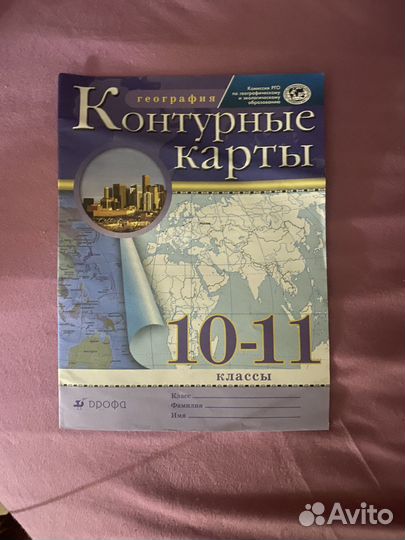 география
Комиссия РГО
по географическому
и экологическому
образованию
Контурные
карты
10-11
классы
Класс
Фамилия
Имя
дрофа
Avito